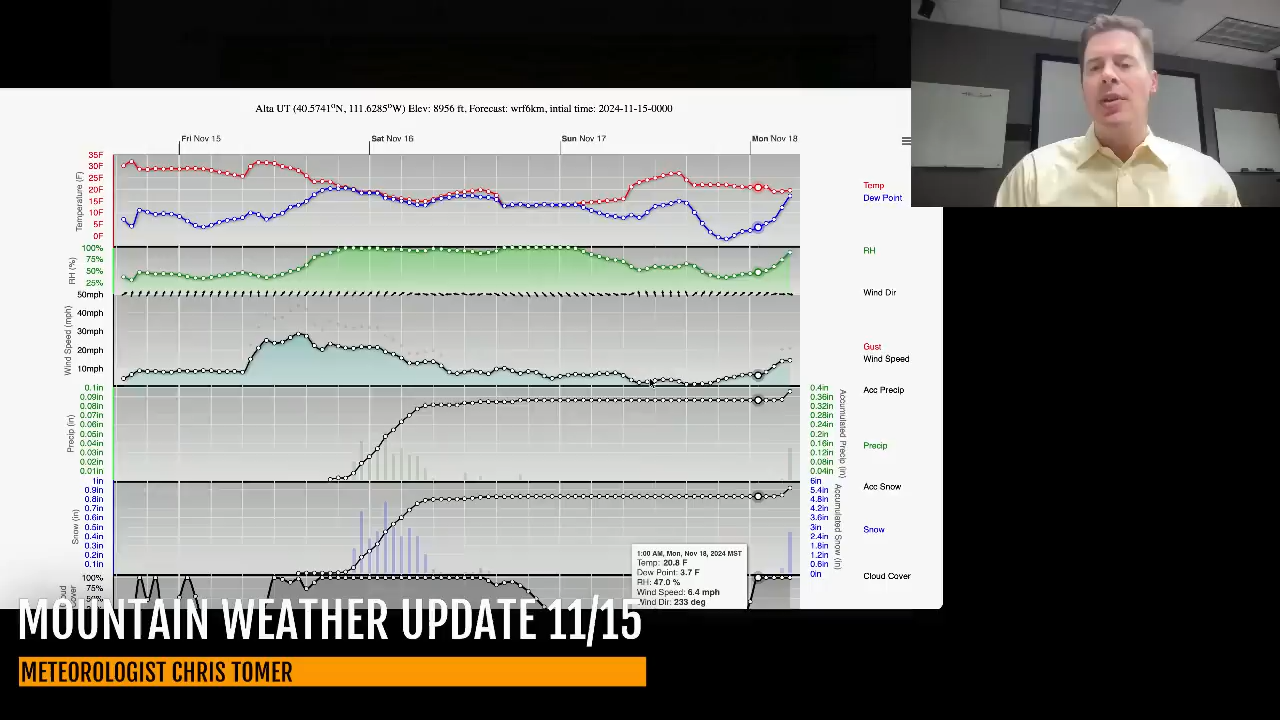 Alta UT (40.5741°N, 111.6285°W) Elev: 8956 ft, Forecast: wrf6km, intial time: 2024-11-15-0000
Fri Nov 15
Sat Nov 16
Sun Nov 17
Mon Nov 18
Temperature (F)
35F
30F
25F
20F
15F
10F
5F
0F
Temp
Dew Point
RH (%)
100%
75%
50%
25%
RH
Wind Dir
Wind Speed (mph)
50mph
40mph
30mph
20mph
10mph
Gust
Wind Speed
Precip (in)
0.1in
0.09in
0.08in
0.07in
0.06in
0.05in
0.04in
0.03in
0.02in
0.01in
0.4in
0.36in
0.32in
0.28in
0.24in
0.2in
0.16in
0.12in
0.08in
0.04in
Accumulated Precip (in)
Acc Precip
Precip
Snow (in)
1in
0.9in
0.8in
0.7in
0.6in
0.5in
0.4in
0.3in
0.2in
0.1in
6in
5.4in
4.8in
4.2in
3.6in
3in
2.4in
1.8in
1.2in
0.6in
0in
Accumulated Snow (in)
Acc Snow
Snow
100%
75%
Cloud Cover
1:00 AM, Mon, Nov 18, 2024 MST
Temp: 20.8 F
Dew Point: 3.7 F
RH: 47.0 %
Wind Speed: 6.4 mph
Wind Dir: 233 deg
MOUNTAIN WEATHER UPDATE 11/15
METEOROLOGIST CHRIS TOMER